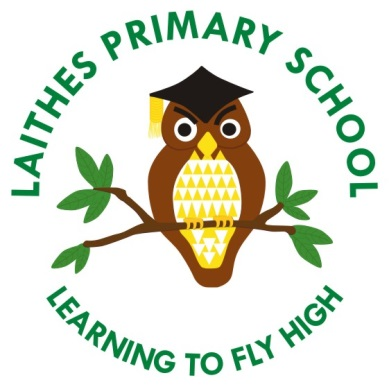 LAITHES PRIMARY SCHOOL
LEARNING TO FLY HIGH